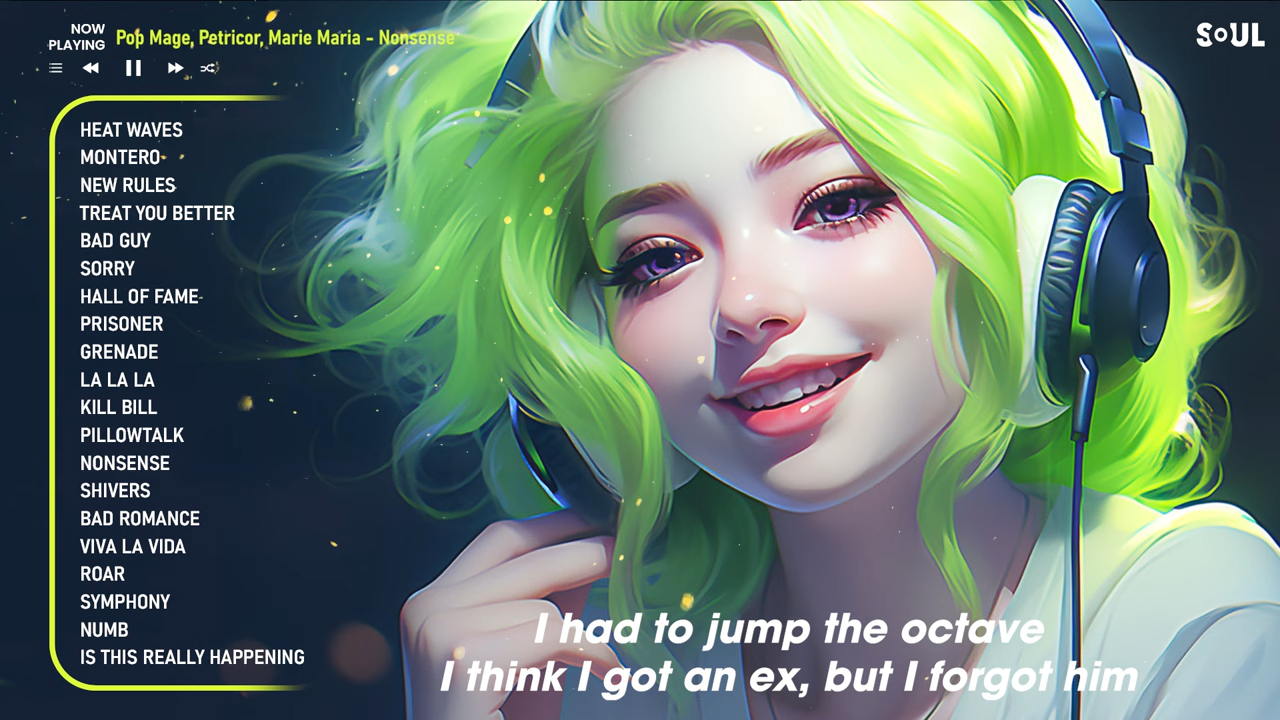 NOW
PLAYING
Pop Mage, Petricor, Marie Maria - Nonsense
SOUL
HEAT WAVES
MONTERO
NEW RULES
TREAT YOU BETTER
BAD GUY
SORRY
HALL OF FAME
PRISONER
GRENADE
LA LA LA
KILL BILL
PILLOWTALK
NONSENSE
SHIVERS
BAD ROMANCE
VIVA LA VIDA
ROAR
SYMPHONY
NUMB
IS THIS REALLY HAPPENING
I had to jump the octave
I think I got an ex, but I forgot him